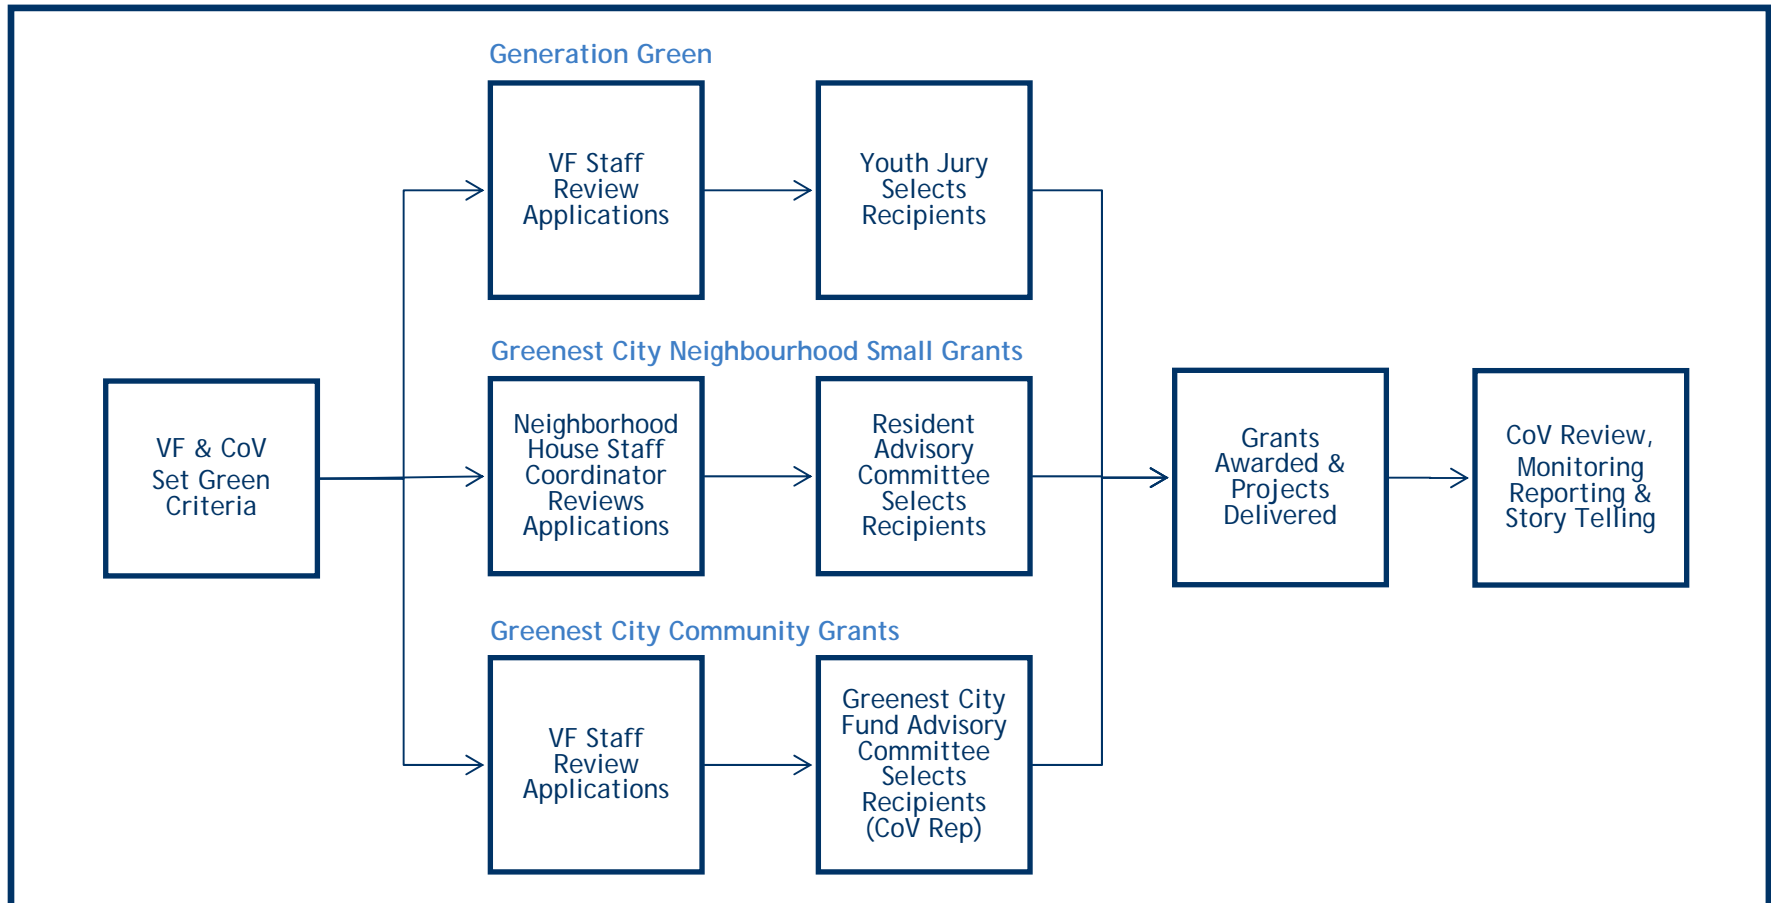 Generation Green
VF Staff
Review
Applications
Youth Jury
Selects
Recipients
Greenest City Neighbourhood Small Grants
VF & CoV
Set Green
Criteria
Neighborhood
House Staff
Coordinator
Reviews
Applications
Resident
Advisory
Committee
Selects
Recipients
Grants
Awarded &
Projects
Delivered
CoV Review,
Monitoring
Reporting &
Story Telling
Greenest City Community Grants
VF Staff
Review
Applications
Greenest City
Fund Advisory
Committee
Selects
Recipients
(CoV Rep)